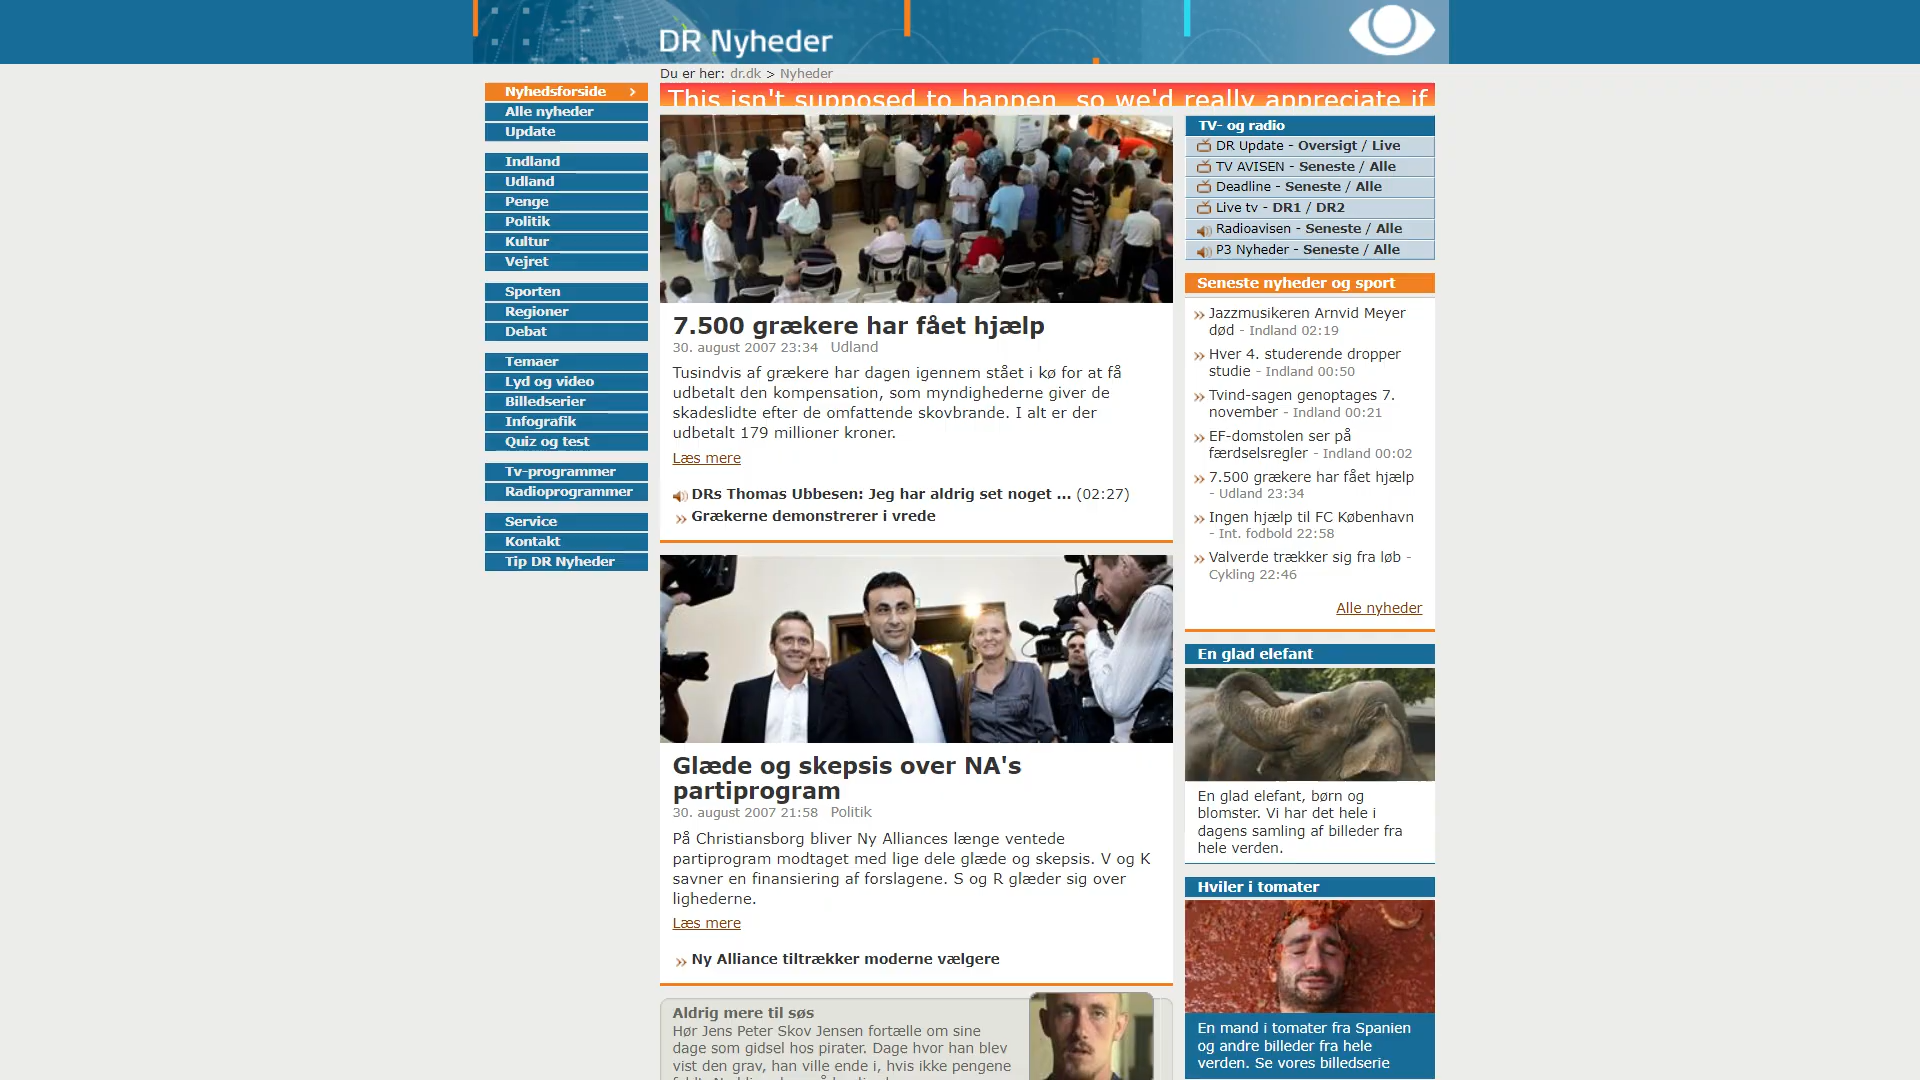 DR Nyheder
Du er her: dr.dk > Nyheder
Nyhedsforside
Alle nyheder
Update
Indland
Udland
Penge
Politik
Kultur
Vejret
Sporten
Regioner
Debat
Temaer
Lyd og video
Billedserier
Infografik
Quiz og test
Tv-programmer
Radioprogrammer
Service
Kontakt
Tip DR Nyheder
This isn't supposed to happen, so we'd really appreciate if
7.500 grækere har fået hjælp
30. august 2007 23:34 Udland
Tusindvis af grækere har dagen igennem stået i kø for at få
udbetalt den kompensation, som myndighederne giver de
skadeslidte efter de omfattende skovbrande. I alt er der
udbetalt 179 millioner kroner.
Læs mere
DRs Thomas Ubbesen: Jeg har aldrig set noget ... (02:27)
Grækerne demonstrerer i vrede
Glæde og skepsis over NA's
partiprogram
30. august 2007 21:58 Politik
På Christiansborg bliver Ny Alliances længe ventede
partiprogram modtaget med lige dele glæde og skepsis. V og K
savner en finansiering af forslagene. S og R glæder sig over
lighederne.
Læs mere
Ny Alliance tiltrækker moderne vælgere
Aldrig mere til søs
Hør Jens Peter Skov Jensen fortælle om sine
dage som gidsel hos pirater. Dage hvor han blev
vist den grav, han ville ende i, hvis ikke pengene
TV- og radio
DR Update - Oversigt / Live
TV AVISEN - Seneste / Alle
Deadline - Seneste / Alle
Live tv - DR1 / DR2
Radioavisen - Seneste / Alle
P3 Nyheder - Seneste / Alle
Seneste nyheder og sport
Jazzmusikeren Arnvid Meyer
død - Indland 02:19
Hver 4. studerende dropper
studie - Indland 00:50
Tvind-sagen genoptages 7.
november - Indland 00:21
EF-domstolen ser på
færdselsregler - Indland 00:02
7.500 grækere har fået hjælp
- Udland 23:34
Ingen hjælp til FC København
- Int. fodbold 22:58
Valverde trækker sig fra løb -
Cykling 22:46
Alle nyheder
En glad elefant
En glad elefant, børn og
blomster. Vi har det hele i
dagens samling af billeder fra
hele verden.
Hviler i tomater
En mand i tomater fra Spanien
og andre billeder fra hele
verden. Se vores billedserie